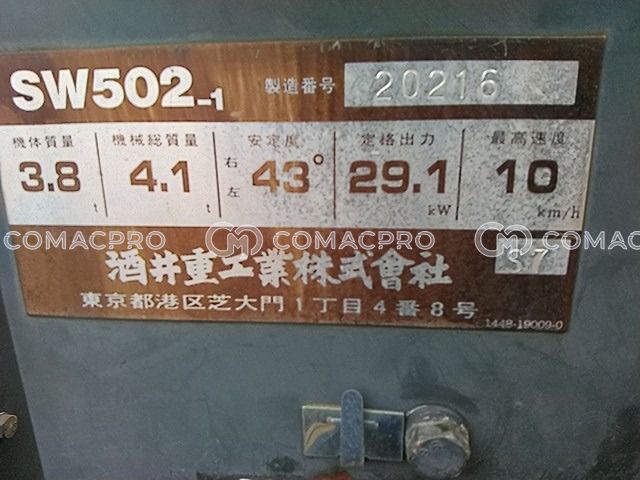 SW502-1 製造番号 20216
機体質量 機械総質量 安定度 定格出力 最高速度
3.8 t 4.1 t 右左 43° 29.1 kW 10 km/h
COMACPRO COMACPRO COMACPRO
酒井重工業株式會社 S7
東京都港区芝大門1丁目4番8号
1448-19009-0